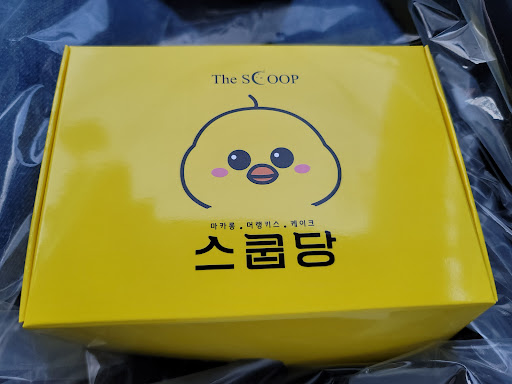 The SCOOP
마카롱 . 머랭키스 . 케이크
스쿱당